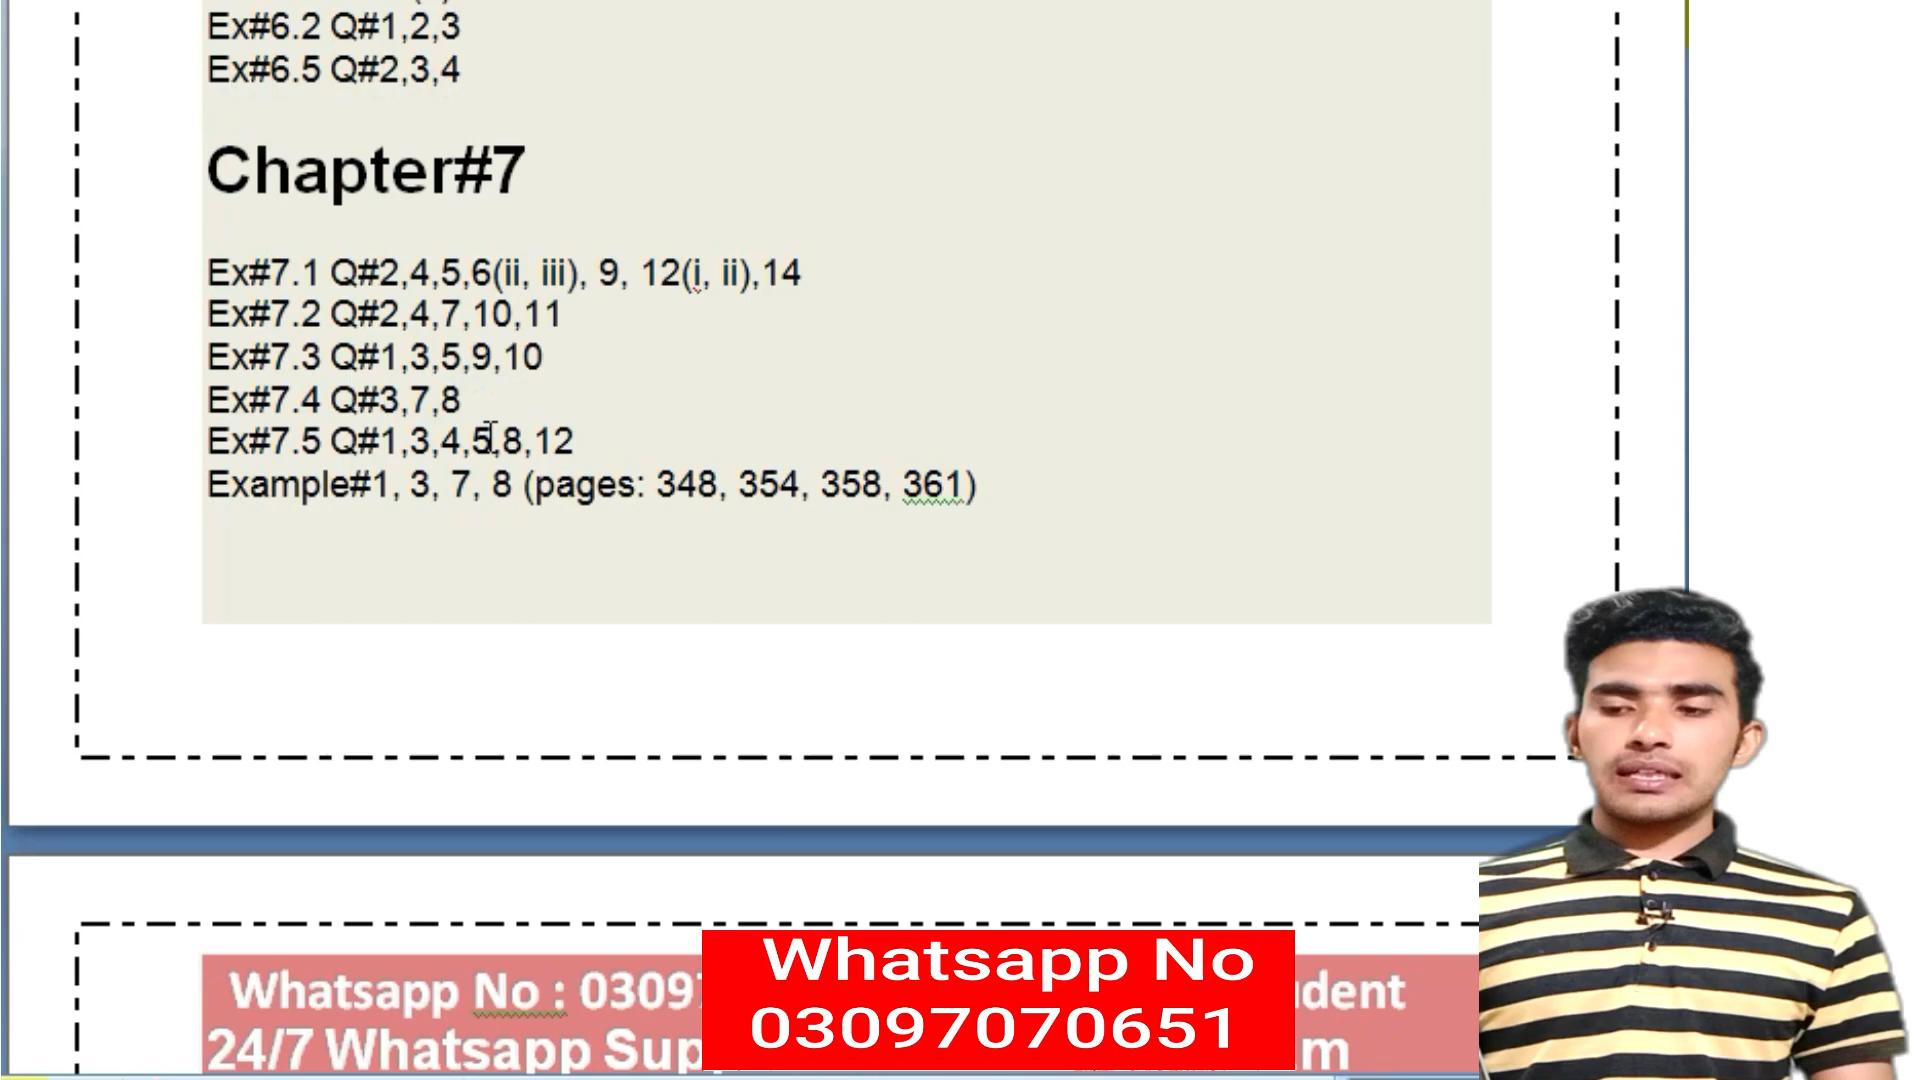 Ex#6.2 Q#1,2,3
Ex#6.5 Q#2,3,4
Chapter#7
Ex#7.1 Q#2,4,5,6(ii, iii), 9, 12(i, ii),14
Ex#7.2 Q#2,4,7,10,11
Ex#7.3 Q#1,3,5,9,10
Ex#7.4 Q#3,7,8
Ex#7.5 Q#1,3,4,5,8,12
Example#1, 3, 7, 8 (pages: 348, 354, 358, 361)
Whatsapp No : 0309
24/7 Whatsapp
Whatsapp No
03097070651